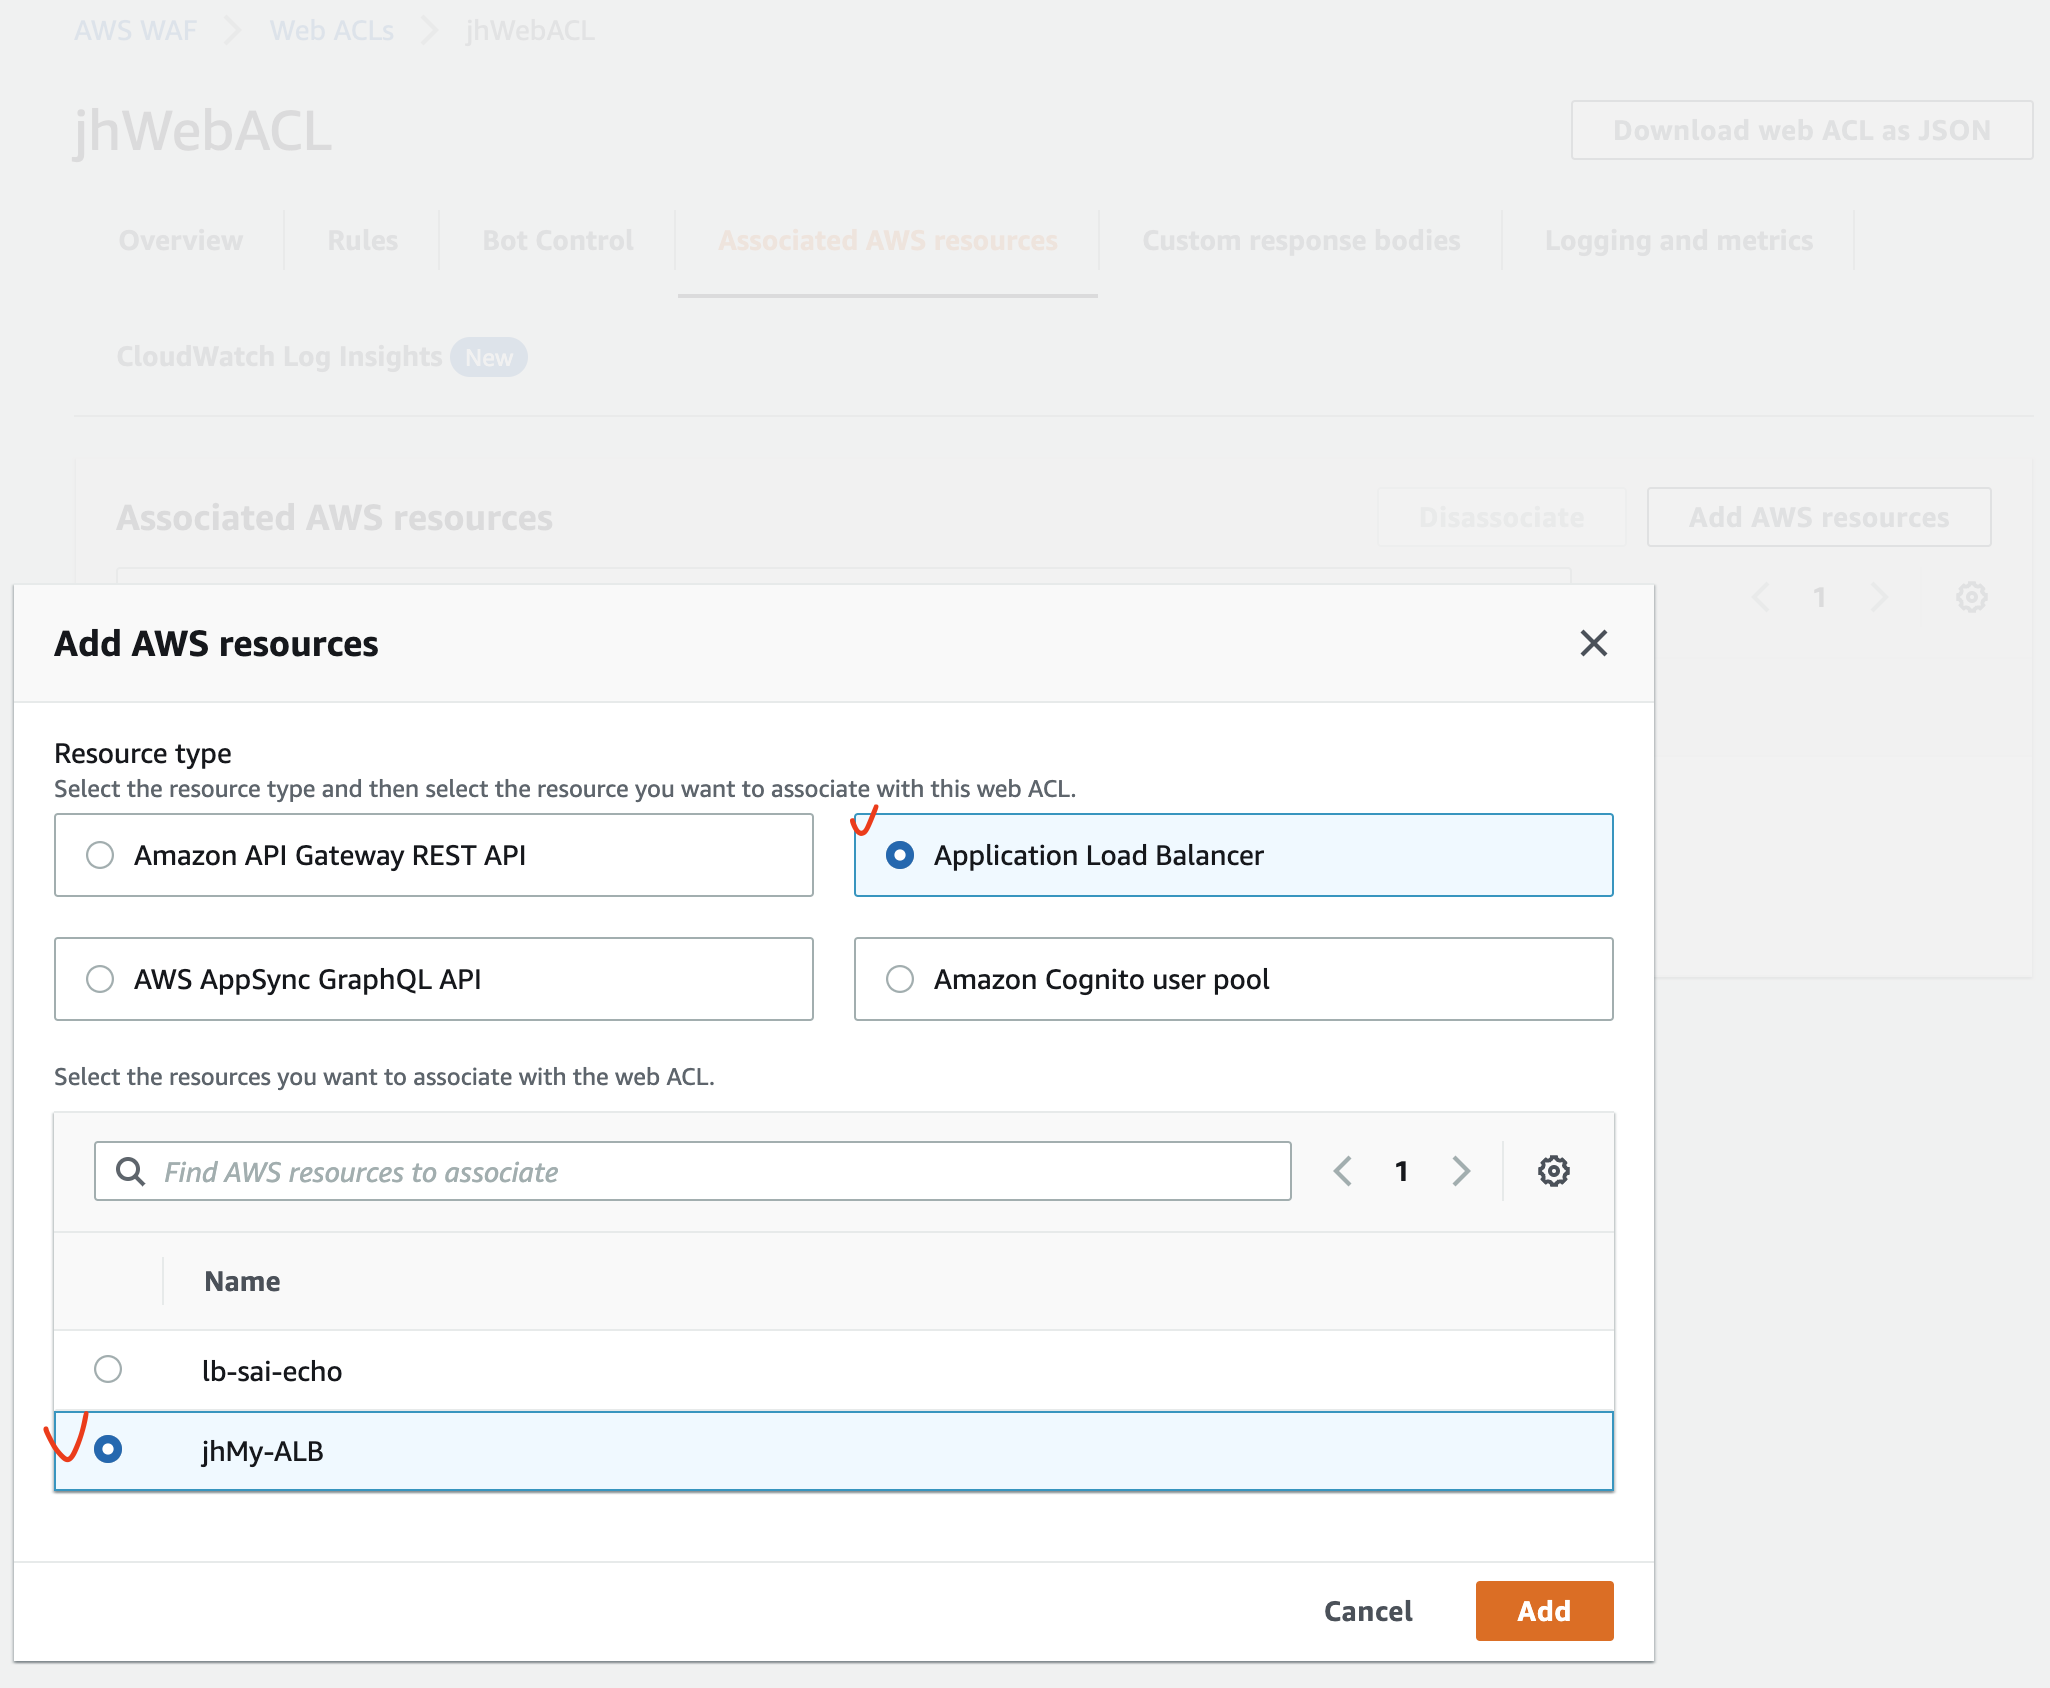 AWS WAF > Web ACLs > jhWebACL
jhWebACL
Download web ACL as JSON
Overview
Rules
Bot Control
Associated AWS resources
Custom response bodies
Logging and metrics
CloudWatch Log Insights New
Associated AWS resources
Disassociate
Add AWS resources
1
Add AWS resources
Resource type
Select the resource type and then select the resource you want to associate with this web ACL.
Amazon API Gateway REST API
Application Load Balancer
AWS AppSync GraphQL API
Amazon Cognito user pool
Select the resources you want to associate with the web ACL.
Find AWS resources to associate
1
Name
lb-sai-echo
jhMy-ALB
Cancel
Add